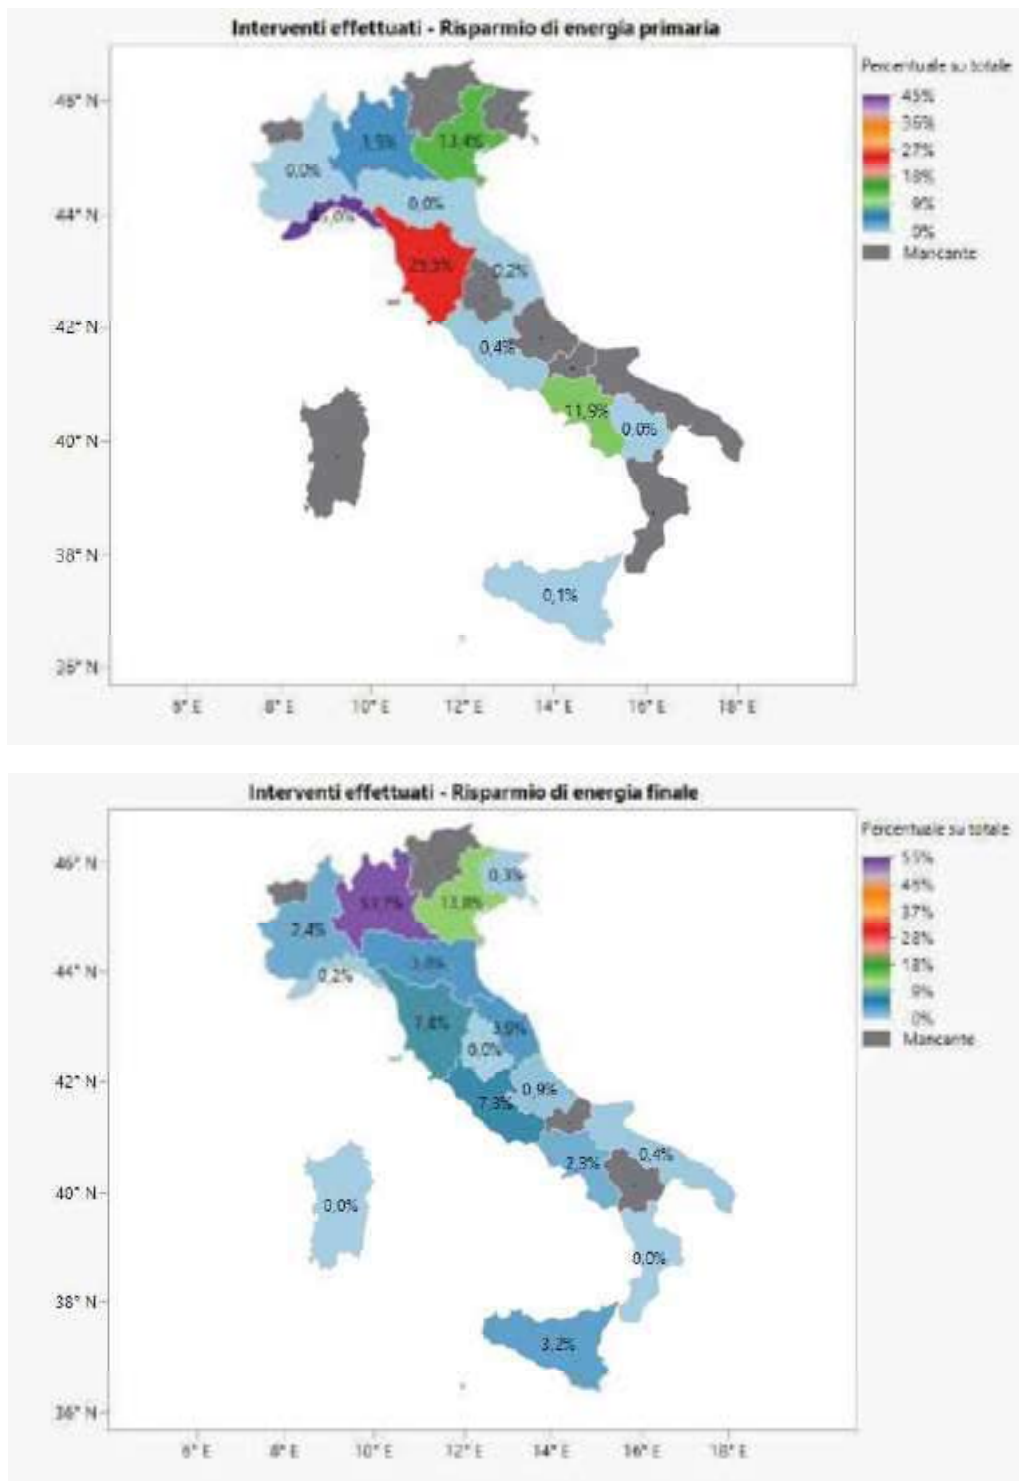 Interventi effettuati - Risparmio di energia primaria
Percentuale su totale
45%
36%
27%
18%
9%
0%
Mancante
46° N
44° N
42° N
40° N
38° N
36° N
13,4%
0,0%
0,0%
0,2%
0,4%
11,9%
0,0%
0,1%
6° E
8° E
10° E
12° E
14° E
16° E
18° E
Interventi effettuati - Risparmio di energia finale
Percentuale su totale
55%
46%
37%
28%
18%
9%
0%
Mancante
46° N
44° N
42° N
40° N
38° N
36° N
0,3%
13,8%
2,4%
0,2%
7,8%
0,0%
0,9%
7,3%
2,3%
0,4%
0,0%
0,0%
3,2%
6° E
8° E
10° E
12° E
14° E
16° E
18° E